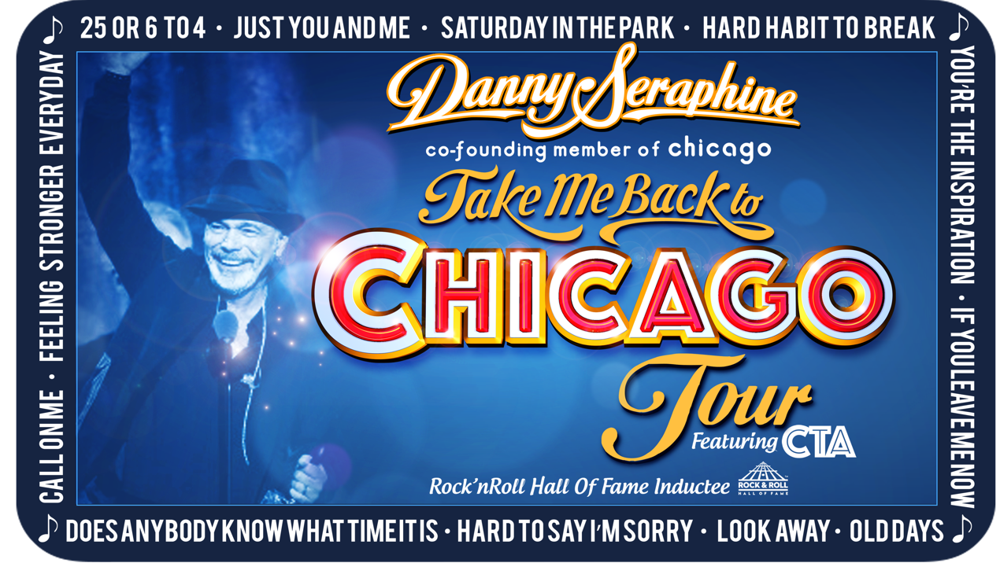 25 OR 6 TO 4 • JUST YOU AND ME • SATURDAY IN THE PARK • HARD HABIT TO BREAK
YOU'RE THE INSPIRATION • IF YOU LEAVE ME NOW
CALL ON ME • FEELING STRONGER EVERYDAY
Danny Seraphine
co-founding member of chicago
Take Me Back to
CHICAGO
Tour
Featuring CTA
Rock'nRoll Hall Of Fame Inductee
ROCK & ROLL
HALL OF FAME
DOES ANYBODY KNOW WHAT TIME IT IS • HARD TO SAY I'M SORRY • LOOK AWAY • OLD DAYS